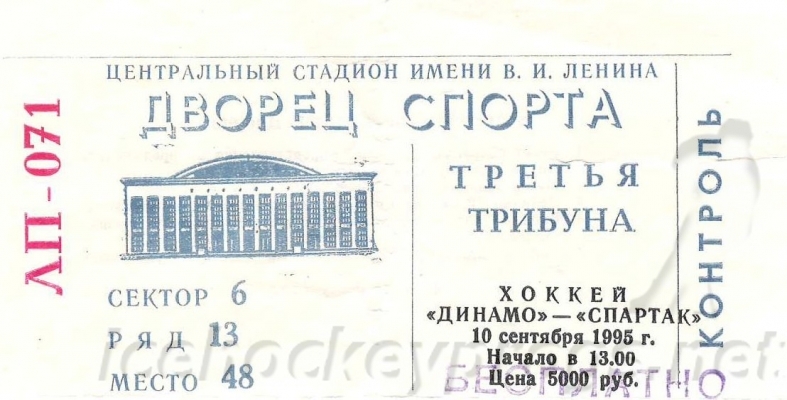 ЦЕНТРАЛЬНЫЙ СТАДИОН ИМЕНИ В. И. ЛЕНИНА
ДВОРЕЦ СПОРТА
ЛП-071
ТРЕТЬЯ
ТРИБУНА
СЕКТОР 6
РЯД 13
МЕСТО 48
ХОККЕЙ
«ДИНАМО»—«СПАРТАК»
10 сентября 1995 г.
Начало в 13.00
Цена 5000 руб.
БЕСПЛАТНО
КОНТРОЛЬ